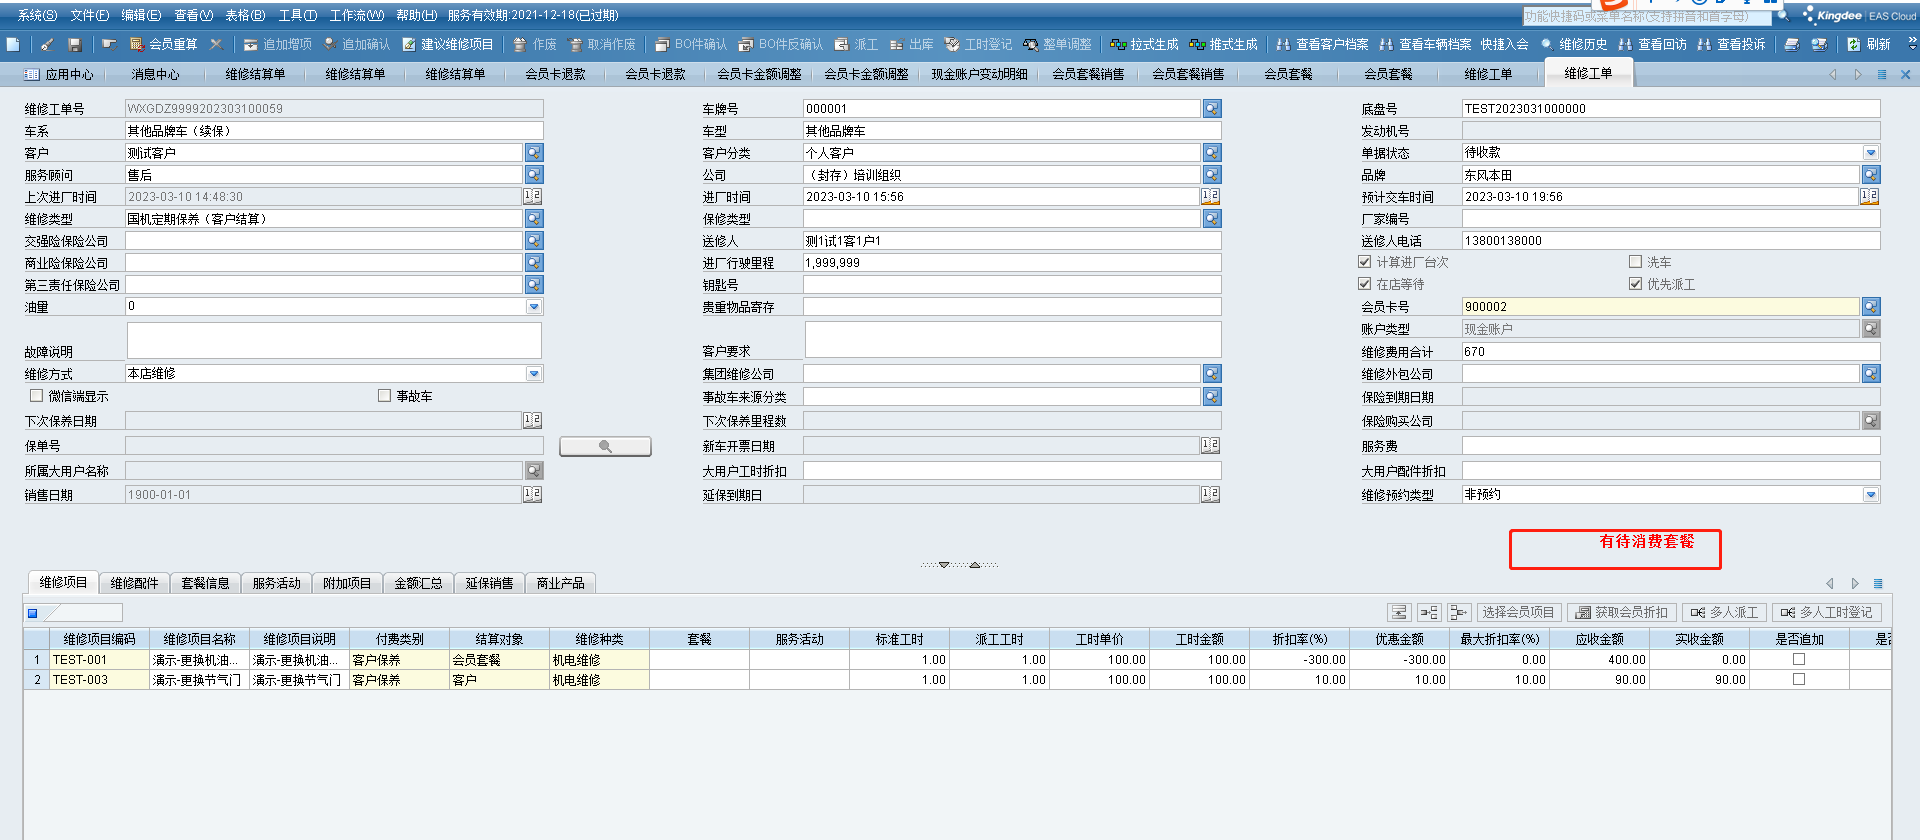 系统(S) 文件(F) 编辑(E) 查看(V) 表格(B) 工具(T) 工作流(W) 帮助(H) 服务有效期:2021-12-18(已过期)
功能快捷码或菜单名称(支持拼音和首字母) Kingdee | EAS Cloud
会员重算 追加增项 追加确认 建议维修项目 作废 取消作废 BO件确认 BO件反确认 派工 出库 工时登记 整单调整 拉式生成 推式生成 查看客户档案 查看车辆档案 快捷入会 维修历史 查看回访 查看投诉 刷新
应用中心 消息中心 维修结算单 维修结算单 维修结算单 会员卡退款 会员卡退款 会员卡金额调整 会员卡金额调整 现金账户变动明细 会员套餐销售 会员套餐销售 会员套餐 会员套餐 维修工单 维修工单
维修工单号 WXGDZ9999202303100059 车牌号 000001 底盘号 TEST2023031000000
车系 其他品牌车（续保） 车型 其他品牌车 发动机号
客户 测试客户 客户分类 个人客户 单据状态 待收款
服务顾问 售后 公司 （封存）培训组织 品牌 东风本田
上次进厂时间 2023-03-10 14:48:30 进厂时间 2023-03-10 15:56 预计交车时间 2023-03-10 19:56
维修类型 国机定期保养（客户结算） 保修类型 厂家编号
交强险保险公司 送修人 测1试1客1户1 送修人电话 13800138000
商业险保险公司 进厂行驶里程 1,999,999 计算进厂台次 洗车
第三责任保险公司 钥匙号 在店等待 优先派工
油量 0 贵重物品寄存 会员卡号 900002
账户类型 现金账户
故障说明 客户要求 维修费用合计 670
维修方式 本店维修 集团维修公司 维修外包公司
微信端显示 事故车 事故车来源分类 保险到期日期
下次保养日期 下次保养里程数 保险购买公司
保单号 新车开票日期 服务费
所属大用户名称 大用户工时折扣 大用户配件折扣
销售日期 1900-01-01 延保到期日 维修预约类型 非预约
有待消费套餐
维修项目 维修配件 套餐信息 服务活动 附加项目 金额汇总 延保销售 商业产品
选择会员项目 获取会员折扣 多人派工 多人工时登记
维修项目编码 维修项目名称 维修项目说明 付费类别 结算对象 维修种类 套餐 服务活动 标准工时 派工工时 工时单价 工时金额 折扣率(%) 优惠金额 最大折扣率(%) 应收金额 实收金额 是否追加
1 TEST-001 演示-更换机油... 演示-更换机油... 客户保养 会员套餐 机电维修 1.00 1.00 100.00 100.00 -300.00 -300.00 0.00 400.00 0.00
2 TEST-003 演示-更换节气门 演示-更换节气门 客户保养 客户 机电维修 1.00 1.00 100.00 100.00 10.00 10.00 10.00 90.00 90.00